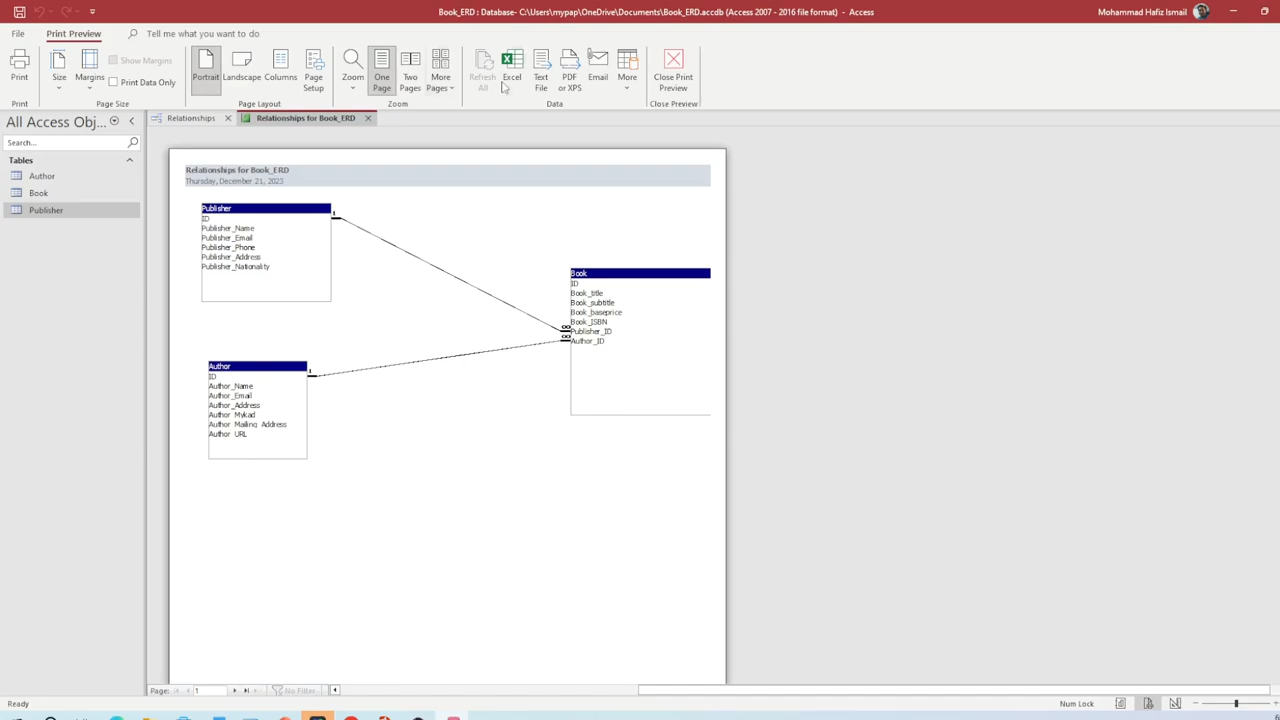 Book_ERD : Database- C:\Users\mypap\OneDrive\Documents\Book_ERD.accdb (Access 2007 - 2016 file format) - Access
Mohammad Hafiz Ismail
File
Print Preview
Tell me what you want to do
Print
Size
Margins
Show Margins
Print Data Only
Portrait
Landscape
Columns
Page Setup
Zoom
One Page
Two Pages
More Pages
Refresh All
Excel
Text File
PDF or XPS
Email
More
Close Print Preview
Print
Page Size
Page Layout
Zoom
Data
Close Preview
All Access Obj...
Relationships
Relationships for Book_ERD
Search...
Tables
Author
Book
Publisher
Relationships for Book_ERD
Thursday, December 21, 2023
Publisher
ID
Publisher_Name
Publisher_Email
Publisher_Phone
Publisher_Address
Publisher_Nationality
1
∞
∞
Book
ID
Book_title
Book_subtitle
Book_baseprice
Book_ISBN
Publisher_ID
Author_ID
Author
1
ID
Author_Name
Author_Email
Author_Address
Author_Mykad
Author_Mailing_Address
Author_URL
Page:
1
No Filter
Ready
Num Lock